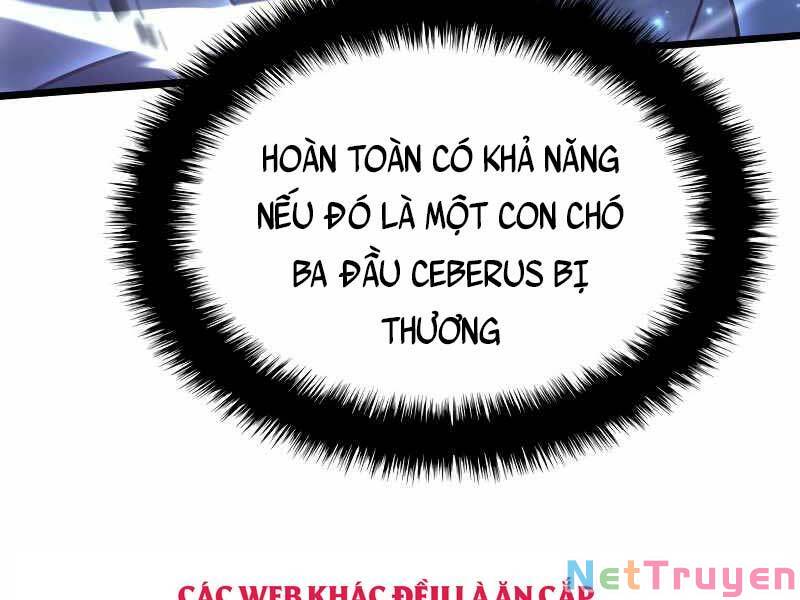 HOÀN TOÀN CÓ KHẢ NĂNG
NẾU ĐÓ LÀ MỘT CON CHÓ
BA ĐẦU CEBERUS BỊ
THƯƠNG
CÁC WEB KHÁC ĐỀU LÀ ĂN CẮP
NetTruyen